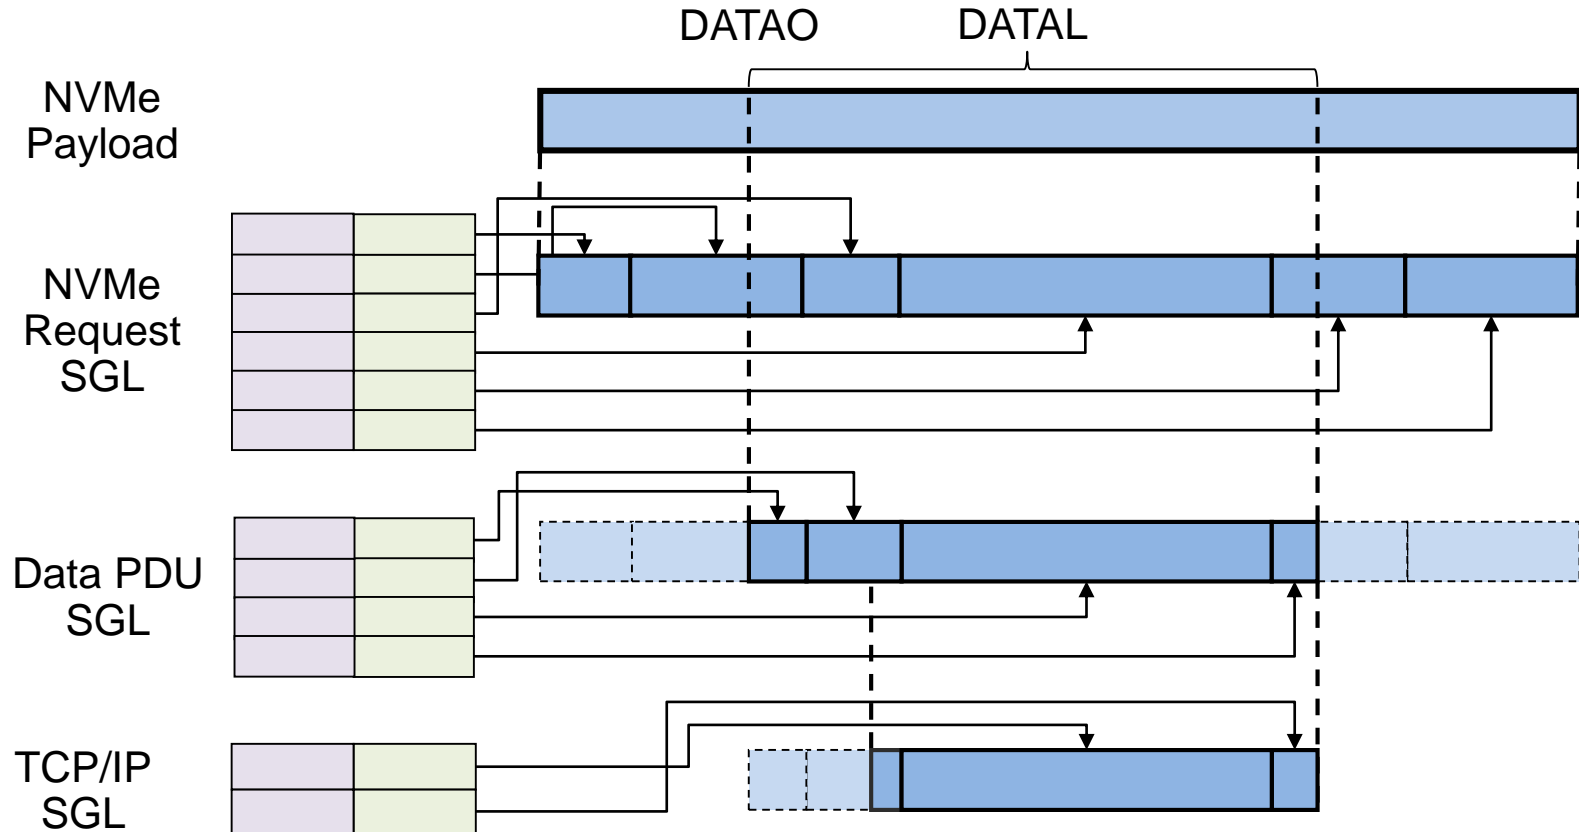 DATAO
DATAL
NVMe
Payload
NVMe
Request
SGL
Data PDU
SGL
TCP/IP
SGL